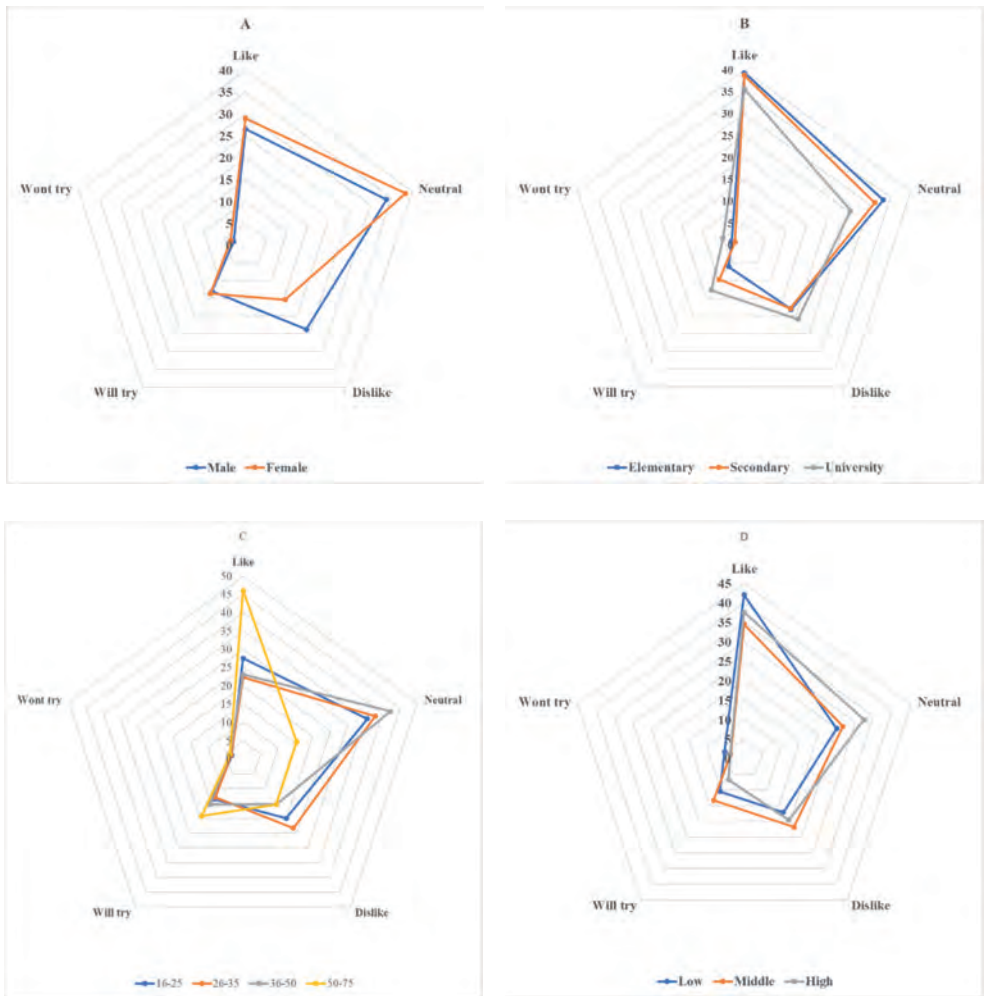 A
Like
40
35
30
25
20
15
10
5
0
Neutral
Dislike
Will try
Wont try
Male Female
B
Like
40
35
30
25
20
15
10
5
0
Neutral
Dislike
Will try
Wont try
Elementary Secondary University
C
Like
50
45
40
35
30
25
20
15
10
5
0
Neutral
Dislike
Will try
Wont try
16-25 26-35 36-50 50-75
D
Like
45
40
35
30
25
20
15
10
5
0
Neutral
Dislike
Will try
Wont try
Low Middle High